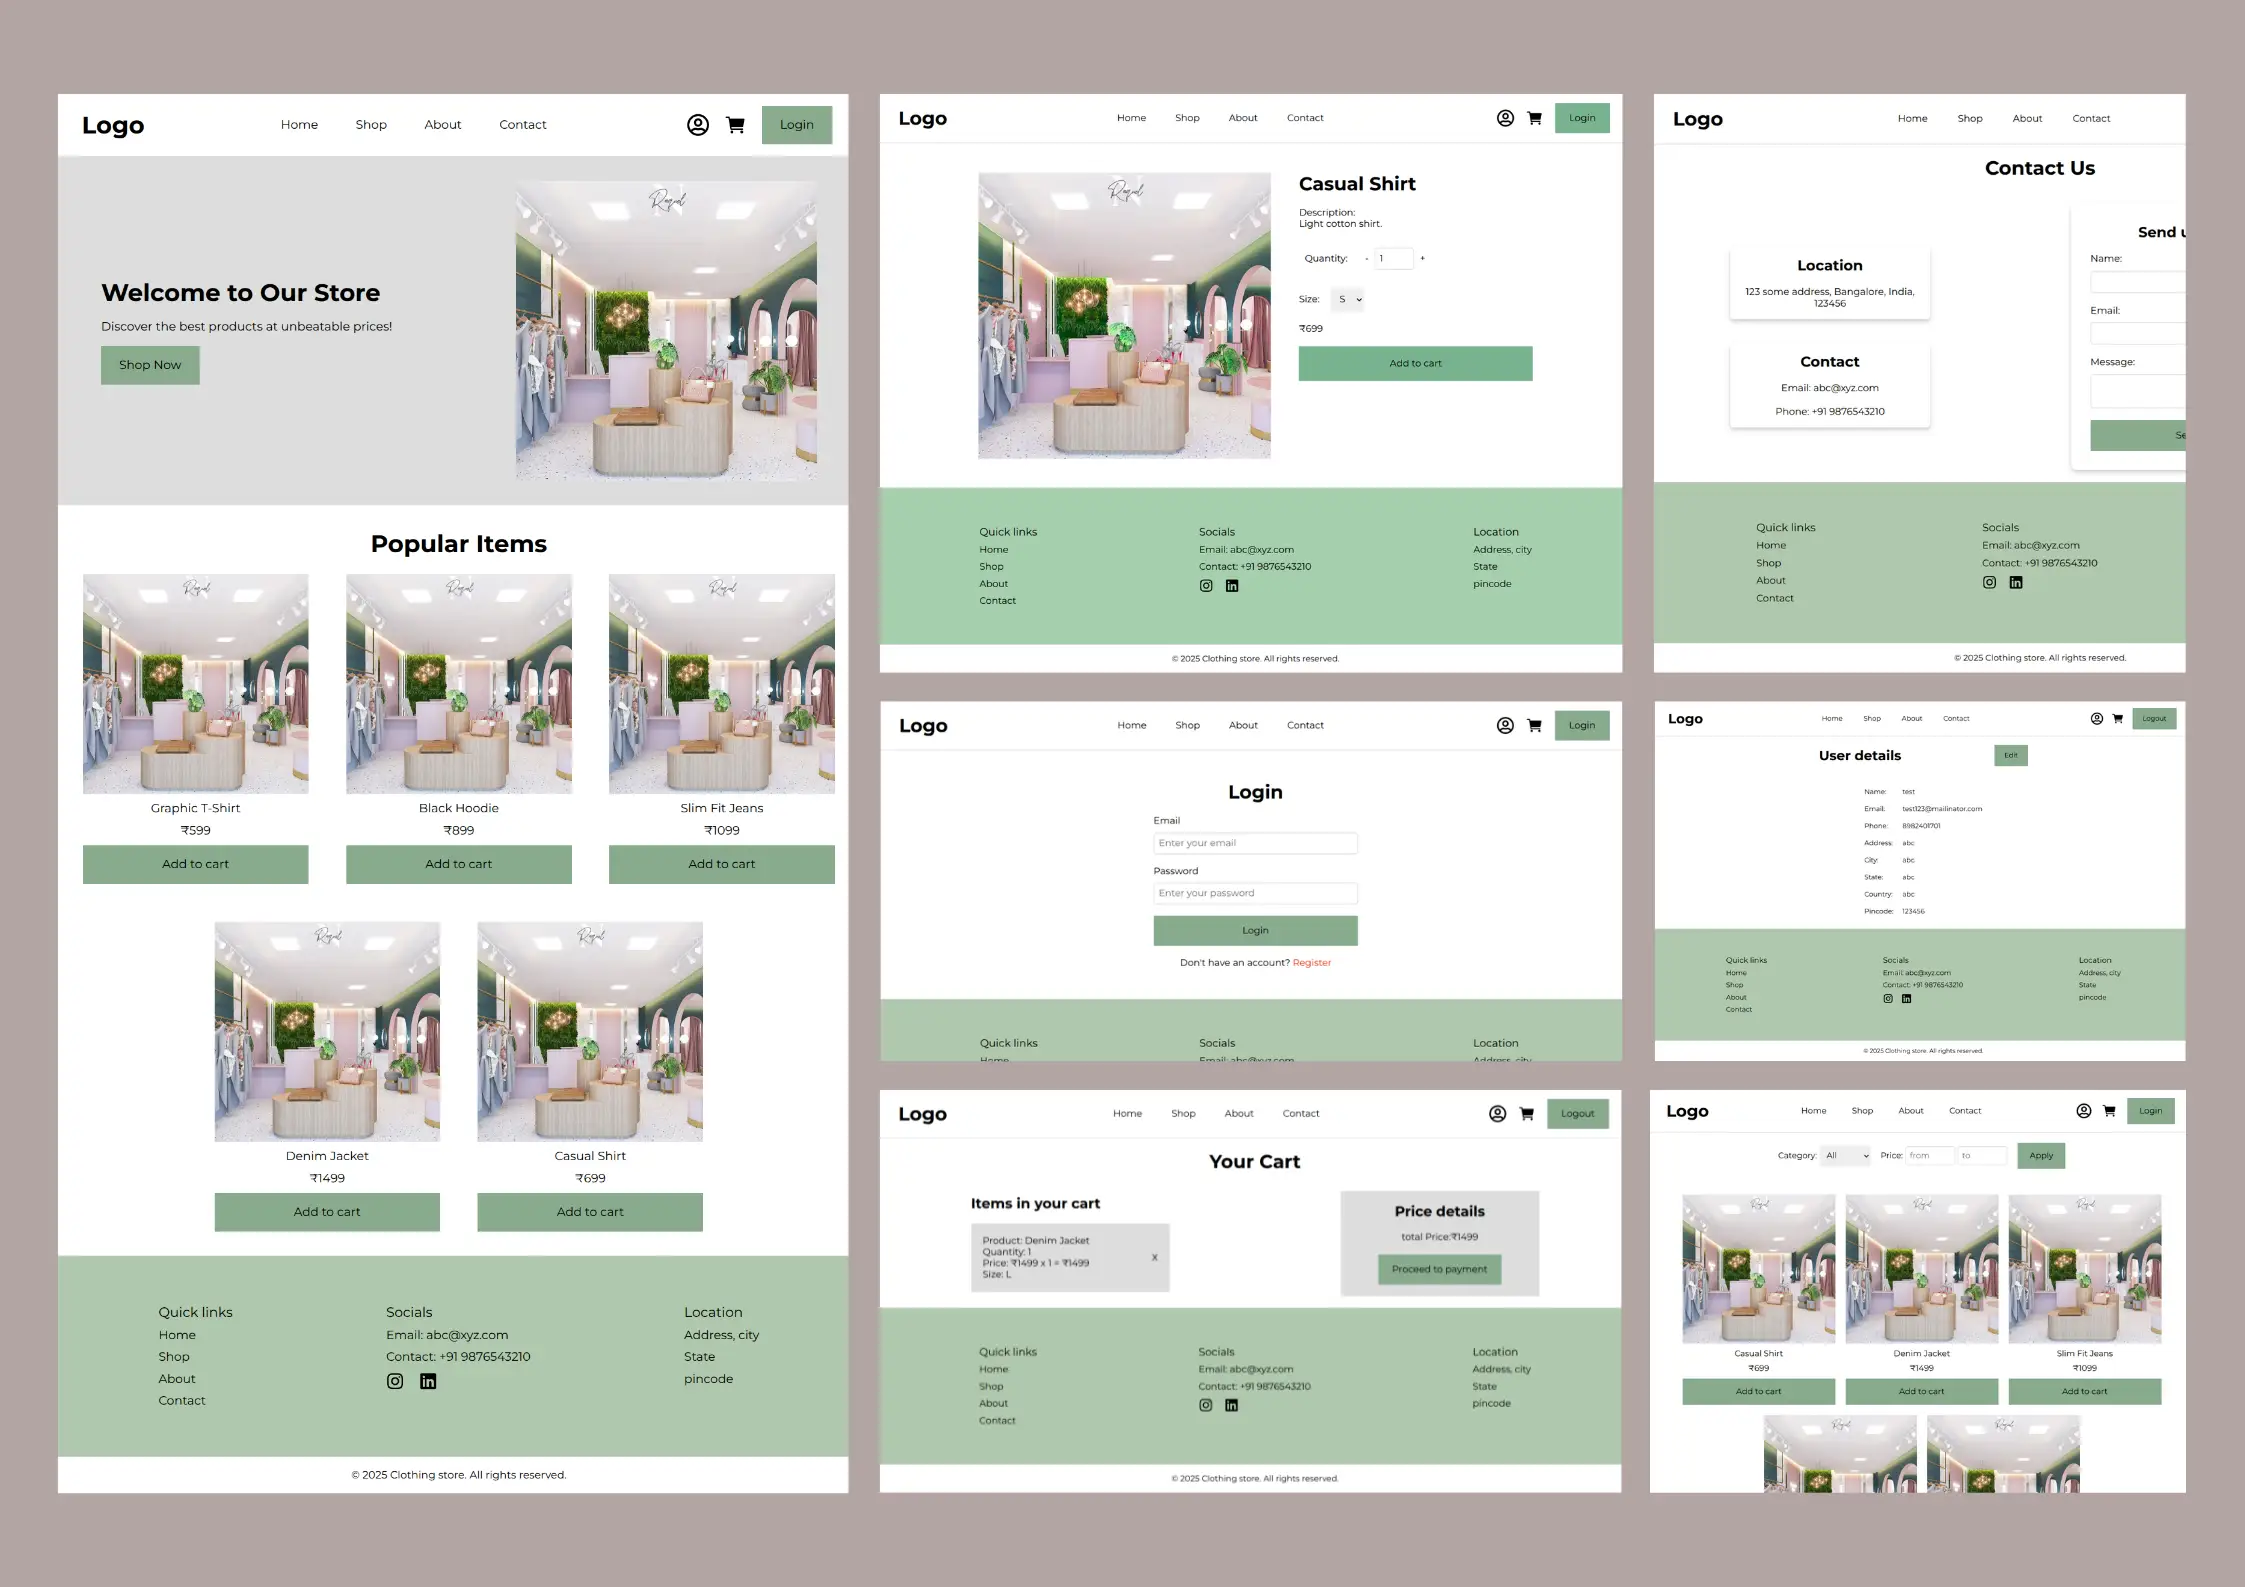 Logo
Home Shop About Contact
Login
Welcome to Our Store
Discover the best products at unbeatable prices!
Shop Now
Popular Items
Graphic T-Shirt
₹599
Add to cart
Black Hoodie
₹899
Add to cart
Slim Fit Jeans
₹1099
Add to cart
Denim Jacket
₹1499
Add to cart
Casual Shirt
₹699
Add to cart
Quick links
Home
Shop
About
Contact
Socials
Email: abc@xyz.com
Contact: +91 9876543210
Location
Address, city
State
pincode
© 2025 Clothing store. All rights reserved.
Logo
Home Shop About Contact
Login
Casual Shirt
Description:
Light cotton shirt.
Quantity: - 1 +
Size: S
₹699
Add to cart
Quick links
Home
Shop
About
Contact
Socials
Email: abc@xyz.com
Contact: +91 9876543210
Location
Address, city
State
pincode
© 2025 Clothing store. All rights reserved.
Logo
Home Shop About Contact
Contact Us
Location
123 some address, Bangalore, India,
123456
Contact
Email: abc@xyz.com
Phone: +91 9876543210
Send
Name:
Email:
Message:
Quick links
Home
Shop
About
Contact
Socials
Email: abc@xyz.com
Contact: +91 9876543210
© 2025 Clothing store. All rights reserved.
Logo
Home Shop About Contact
Login
Login
Email
Enter your email
Password
Enter your password
Login
Don't have an account? Register
Quick links
Home
Socials
Email: abc@xyz.com
Location
Address, city
Logo
Home Shop About Contact
Logout
User details
Edit
Name: test
Email: test123@mailinator.com
Phone: 8982401701
Address: abc
City: abc
State: abc
Country: abc
Pincode: 123456
Quick links
Home
Shop
About
Contact
Socials
Email: abc@xyz.com
Contact: +91 9876543210
Location
Address, city
State
pincode
© 2025 Clothing store. All rights reserved.
Logo
Home Shop About Contact
Logout
Your Cart
Items in your cart
Product: Denim Jacket
Quantity: 1
Price: ₹1499 x 1 = ₹1499
Size: L
X
Price details
total Price:₹1499
Proceed to payment
Quick links
Home
Shop
About
Contact
Socials
Email: abc@xyz.com
Contact: +91 9876543210
Location
Address, city
State
pincode
© 2025 Clothing store. All rights reserved.
Logo
Home Shop About Contact
Login
Category: All Price: from to Apply
Casual Shirt
₹699
Add to cart
Denim Jacket
₹1499
Add to cart
Slim Fit Jeans
₹1099
Add to cart